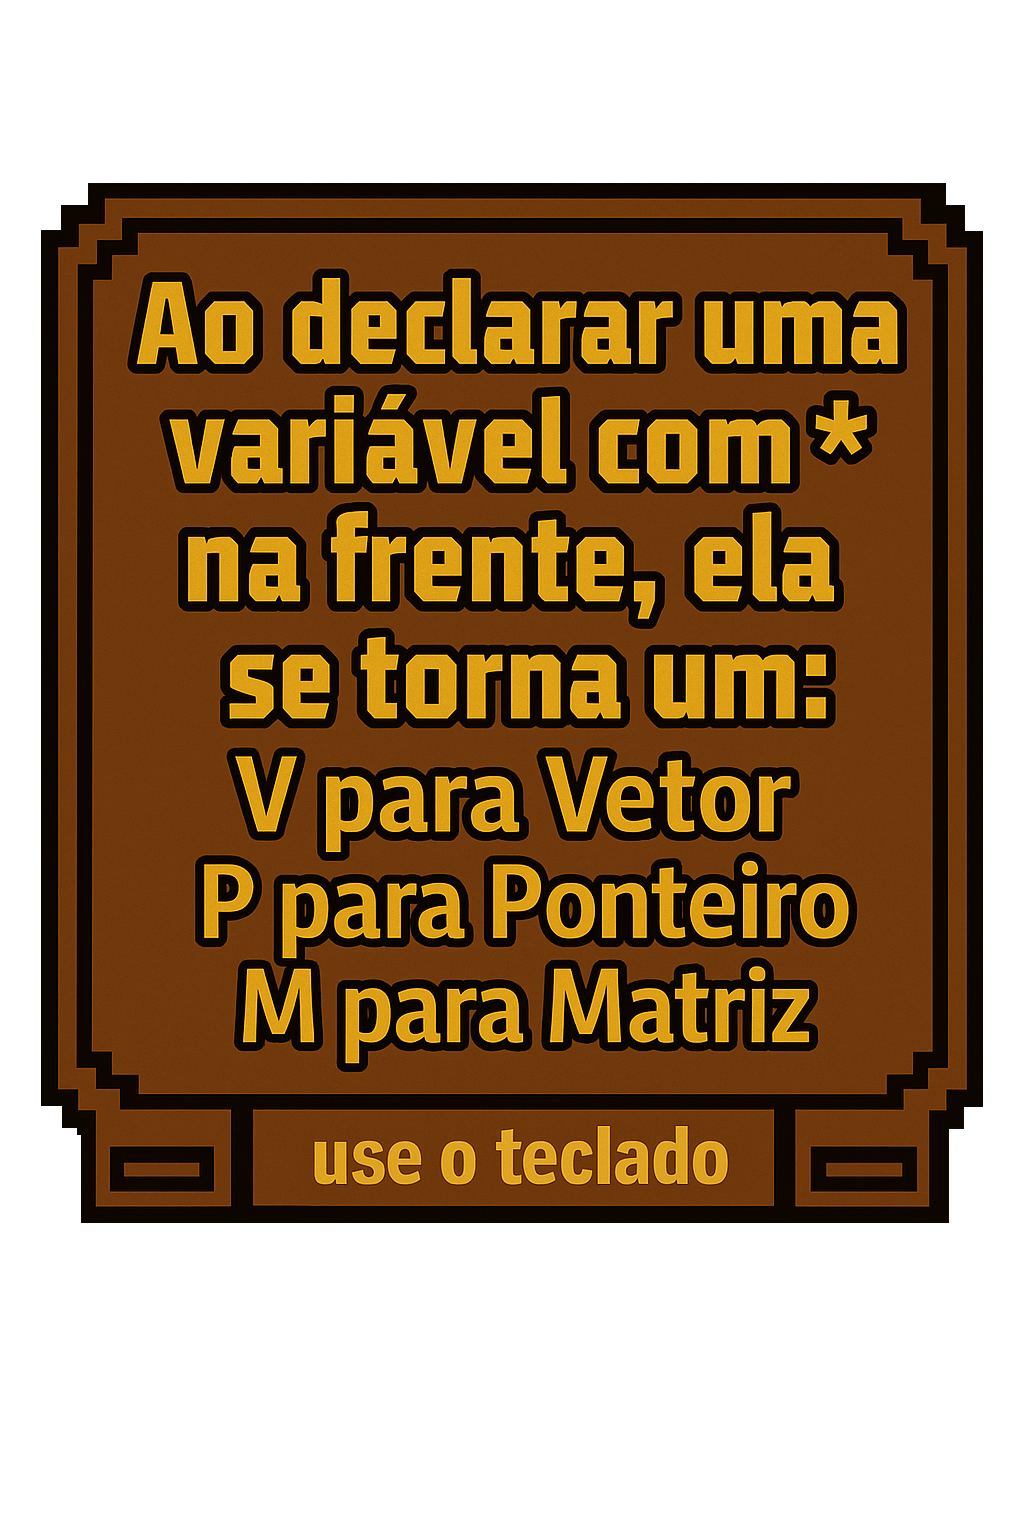 Ao declarar uma
variável com *
na frente, ela
se torna um:
V para Vetor
P para Ponteiro
M para Matriz
use o teclado